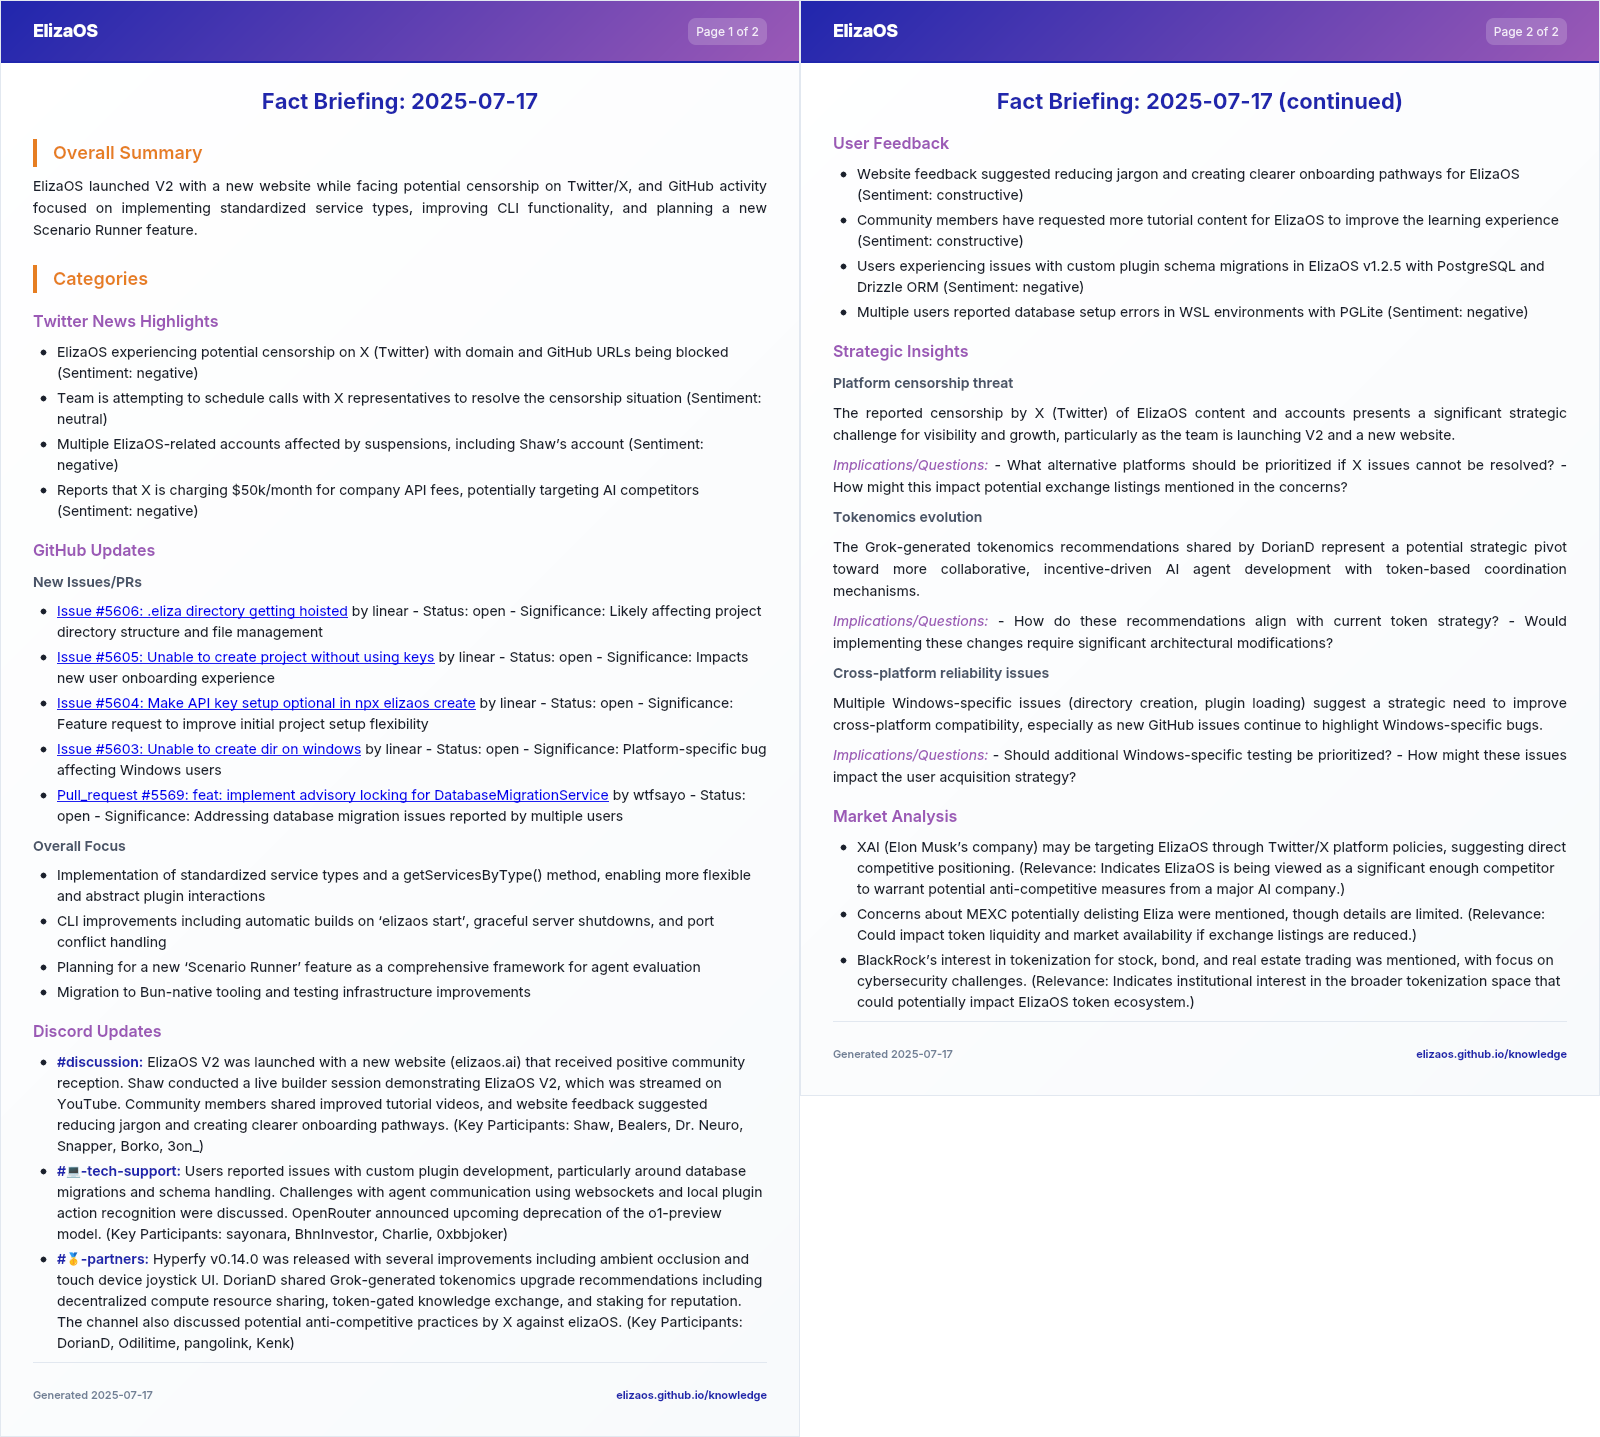 ElizaOS
Page 1 of 2
Fact Briefing: 2025-07-17
Overall Summary
ElizaOS launched V2 with a new website while facing potential censorship on Twitter/X, and GitHub activity
focused on implementing standardized service types, improving CLI functionality, and planning a new
Scenario Runner feature.
Categories
Twitter News Highlights
• ElizaOS experiencing potential censorship on X (Twitter) with domain and GitHub URLs being blocked
(Sentiment: negative)
• Team is attempting to schedule calls with X representatives to resolve the censorship situation (Sentiment:
neutral)
• Multiple ElizaOS-related accounts affected by suspensions, including Shaw’s account (Sentiment:
negative)
• Reports that X is charging $50k/month for company API fees, potentially targeting AI competitors
(Sentiment: negative)
GitHub Updates
New Issues/PRs
• Issue #5606: .eliza directory getting hoisted by linear - Status: open - Significance: Likely affecting project
directory structure and file management
• Issue #5605: Unable to create project without using keys by linear - Status: open - Significance: Impacts
new user onboarding experience
• Issue #5604: Make API key setup optional in npx elizaos create by linear - Status: open - Significance:
Feature request to improve initial project setup flexibility
• Issue #5603: Unable to create dir on windows by linear - Status: open - Significance: Platform-specific bug
affecting Windows users
• Pull_request #5569: feat: implement advisory locking for DatabaseMigrationService by wtfsayo - Status:
open - Significance: Addressing database migration issues reported by multiple users
Overall Focus
• Implementation of standardized service types and a getServicesByType() method, enabling more flexible
and abstract plugin interactions
• CLI improvements including automatic builds on ‘elizaos start’, graceful server shutdowns, and port
conflict handling
• Planning for a new ‘Scenario Runner’ feature as a comprehensive framework for agent evaluation
• Migration to Bun-native tooling and testing infrastructure improvements
Discord Updates
• #discussion: ElizaOS V2 was launched with a new website (elizaos.ai) that received positive community
reception. Shaw conducted a live builder session demonstrating ElizaOS V2, which was streamed on
YouTube. Community members shared improved tutorial videos, and website feedback suggested
reducing jargon and creating clearer onboarding pathways. (Key Participants: Shaw, Bealers, Dr. Neuro,
Snapper, Borko, 3on_)
• #💻-tech-support: Users reported issues with custom plugin development, particularly around database
migrations and schema handling. Challenges with agent communication using websockets and local plugin
action recognition were discussed. OpenRouter announced upcoming deprecation of the o1-preview
model. (Key Participants: sayonara, BhnInvestor, Charlie, 0xbbjoker)
• #🥇-partners: Hyperfy v0.14.0 was released with several improvements including ambient occlusion and
touch device joystick UI. DorianD shared Grok-generated tokenomics upgrade recommendations including
decentralized compute resource sharing, token-gated knowledge exchange, and staking for reputation.
The channel also discussed potential anti-competitive practices by X against elizaOS. (Key Participants:
DorianD, Odilitime, pangolink, Kenk)
Generated 2025-07-17
elizaos.github.io/knowledge
ElizaOS
Page 2 of 2
Fact Briefing: 2025-07-17 (continued)
User Feedback
• Website feedback suggested reducing jargon and creating clearer onboarding pathways for ElizaOS
(Sentiment: constructive)
• Community members have requested more tutorial content for ElizaOS to improve the learning experience
(Sentiment: constructive)
• Users experiencing issues with custom plugin schema migrations in ElizaOS v1.2.5 with PostgreSQL and
Drizzle ORM (Sentiment: negative)
• Multiple users reported database setup errors in WSL environments with PGLite (Sentiment: negative)
Strategic Insights
Platform censorship threat
The reported censorship by X (Twitter) of ElizaOS content and accounts presents a significant strategic
challenge for visibility and growth, particularly as the team is launching V2 and a new website.
Implications/Questions: - What alternative platforms should be prioritized if X issues cannot be resolved? -
How might this impact potential exchange listings mentioned in the concerns?
Tokenomics evolution
The Grok-generated tokenomics recommendations shared by DorianD represent a potential strategic pivot
toward more collaborative, incentive-driven AI agent development with token-based coordination
mechanisms.
Implications/Questions: - How do these recommendations align with current token strategy? - Would
implementing these changes require significant architectural modifications?
Cross-platform reliability issues
Multiple Windows-specific issues (directory creation, plugin loading) suggest a strategic need to improve
cross-platform compatibility, especially as new GitHub issues continue to highlight Windows-specific bugs.
Implications/Questions: - Should additional Windows-specific testing be prioritized? - How might these issues
impact the user acquisition strategy?
Market Analysis
• XAI (Elon Musk’s company) may be targeting ElizaOS through Twitter/X platform policies, suggesting direct
competitive positioning. (Relevance: Indicates ElizaOS is being viewed as a significant enough competitor
to warrant potential anti-competitive measures from a major AI company.)
• Concerns about MEXC potentially delisting Eliza were mentioned, though details are limited. (Relevance:
Could impact token liquidity and market availability if exchange listings are reduced.)
• BlackRock’s interest in tokenization for stock, bond, and real estate trading was mentioned, with focus on
cybersecurity challenges. (Relevance: Indicates institutional interest in the broader tokenization space that
could potentially impact ElizaOS token ecosystem.)
Generated 2025-07-17
elizaos.github.io/knowledge